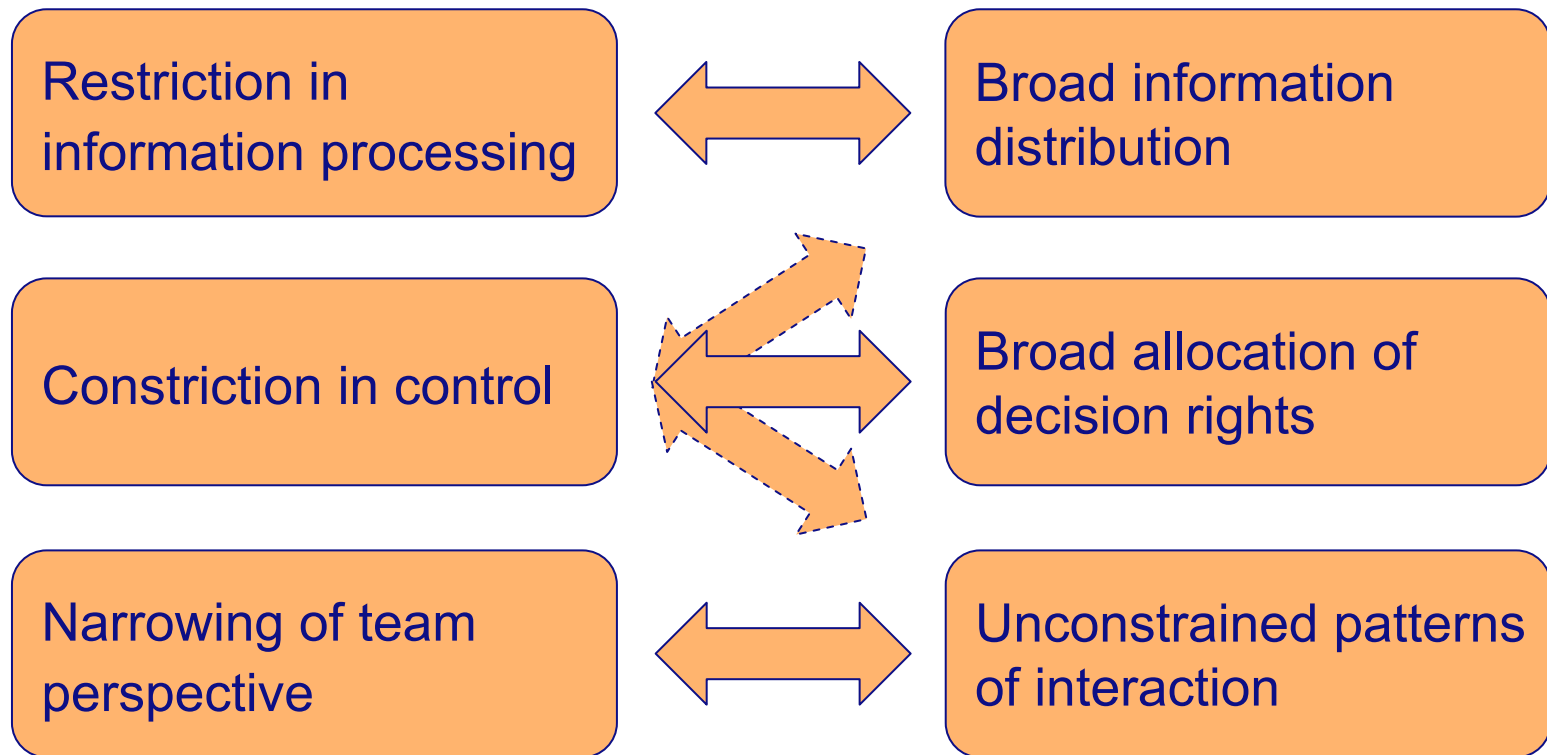 Restriction in
information processing
Broad information
distribution
Constriction in control
Broad allocation of
decision rights
Narrowing of team
perspective
Unconstrained patterns
of interaction